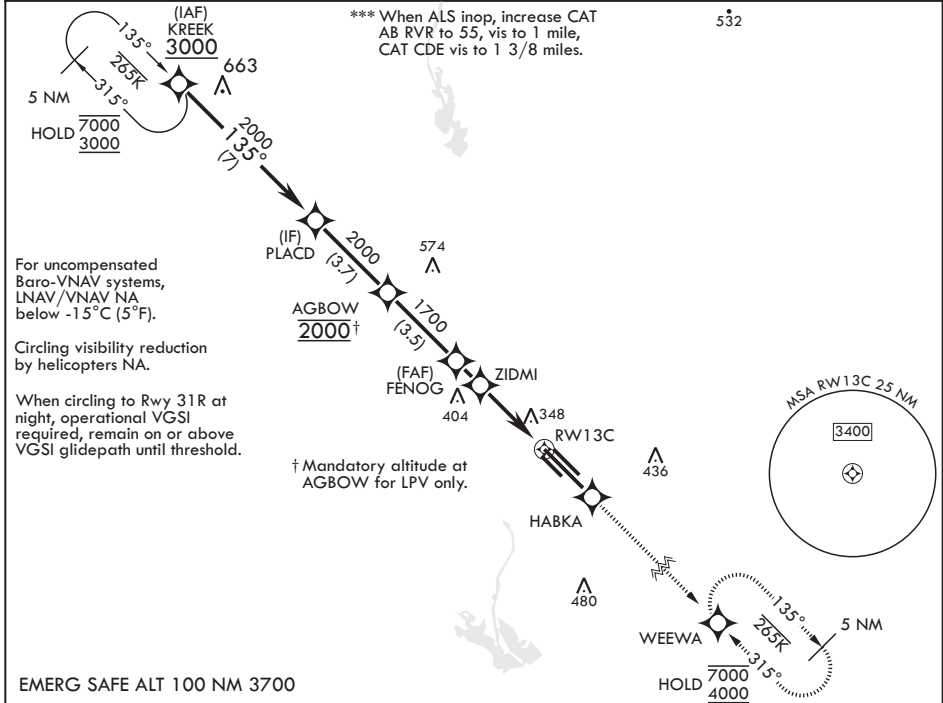 (IAF)
KREEK
3000
135°
265K
315°
5 NM
HOLD 7000
3000
663
*** When ALS inop, increase CAT
AB RVR to 55, vis to 1 mile,
CAT CDE vis to 1 3/8 miles.
532
2000
135°
(7)
(IF)
PLACD
2000
(3.7)
574
For uncompensated
Baro-VNAV systems,
LNAV/VNAV NA
below -15°C (5°F).
AGBOW
2000†
1700
(3.5)
Circling visibility reduction
by helicopters NA.
(FAF)
FENOG
ZIDMI
404
348
When circling to Rwy 31R at
night, operational VGSI
required, remain on or above
VGSI glidepath until threshold.
RW13C
436
MSA RW13C 25 NM
3400
† Mandatory altitude at
AGBOW for LPV only.
HABKA
480
WEEWA
135°
265K
315°
5 NM
HOLD 7000
4000
EMERG SAFE ALT 100 NM 3700